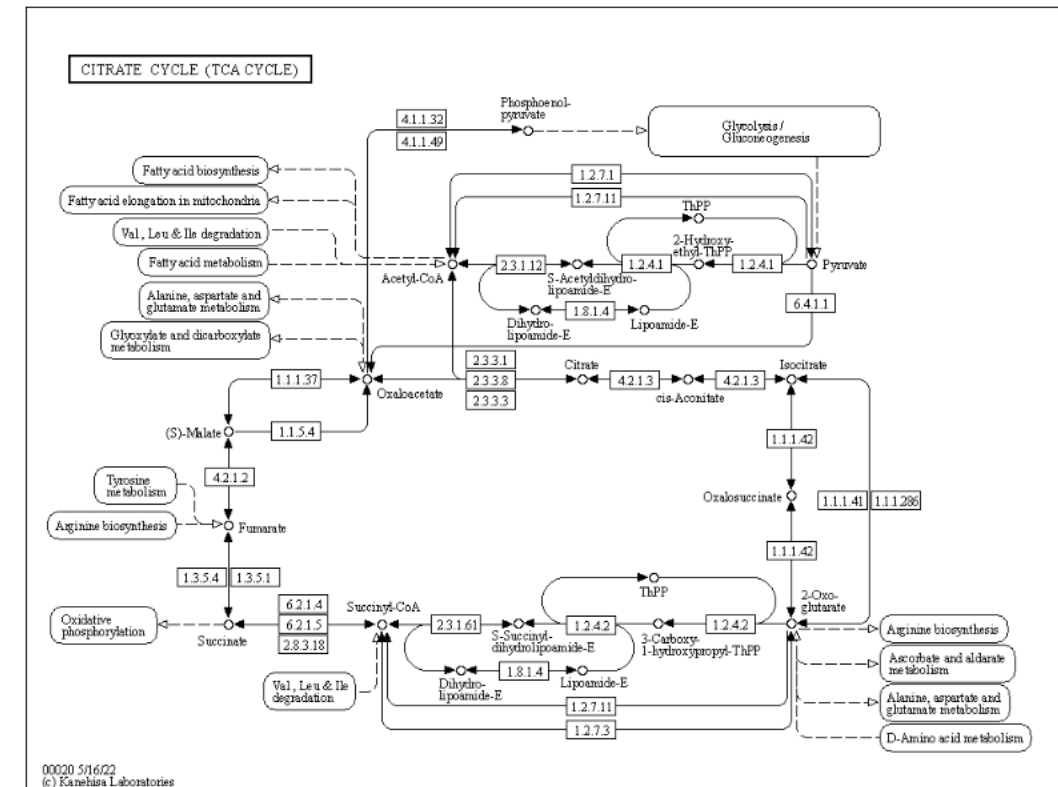 CITRATE CYCLE (TCA CYCLE)
Phosphoenol-
pyruvate
4.1.1.32
4.1.1.49
Glycolysis /
Gluconeogenesis
Fatty acid biosynthesis
Fatty acid elongation in mitochondria
Val, Leu & Ile degradation
Fatty acid metabolism
1.2.7.1
1.2.7.11
ThPP
2-Hydroxy-
ethyl-ThPP
Acetyl-CoA
2.3.1.12
S-Acetyldihydro-
lipoamide-E
1.2.4.1
1.2.4.1
Pyruvate
Alanine, aspartate and
glutamate metabolism
Glyoxylate and dicarboxylate
metabolism
Dihydro-
lipoamide-E
1.8.1.4
Lipoamide-E
6.4.1.1
1.1.1.37
Oxaloacetate
2.3.3.1
2.3.3.8
2.3.3.3
Citrate
4.2.1.3
cis-Aconitate
4.2.1.3
Isocitrate
(S)-Malate
1.1.5.4
1.1.1.42
Tyrosine
metabolism
4.2.1.2
Oxalosuccinate
1.1.1.41
1.1.1.286
Arginine biosynthesis
Fumarate
1.1.1.42
1.3.5.4
1.3.5.1
ThPP
Oxidative
phosphorylation
Succinate
6.2.1.4
6.2.1.5
2.8.3.18
Succinyl-CoA
2.3.1.61
S-Succinyl-
dihydrolipoamide-E
1.2.4.2
3-Carboxy-
1-hydroxypropyl-ThPP
1.2.4.2
2-Oxo-
glutarate
Arginine biosynthesis
Ascorbate and aldarate
metabolism
Val, Leu & Ile
degradation
Dihydro-
lipoamide-E
1.8.1.4
Lipoamide-E
Alanine, aspartate and
glutamate metabolism
1.2.7.11
1.2.7.3
D-Amino acid metabolism
00020 5/16/22
(c) Kanehisa Laboratories